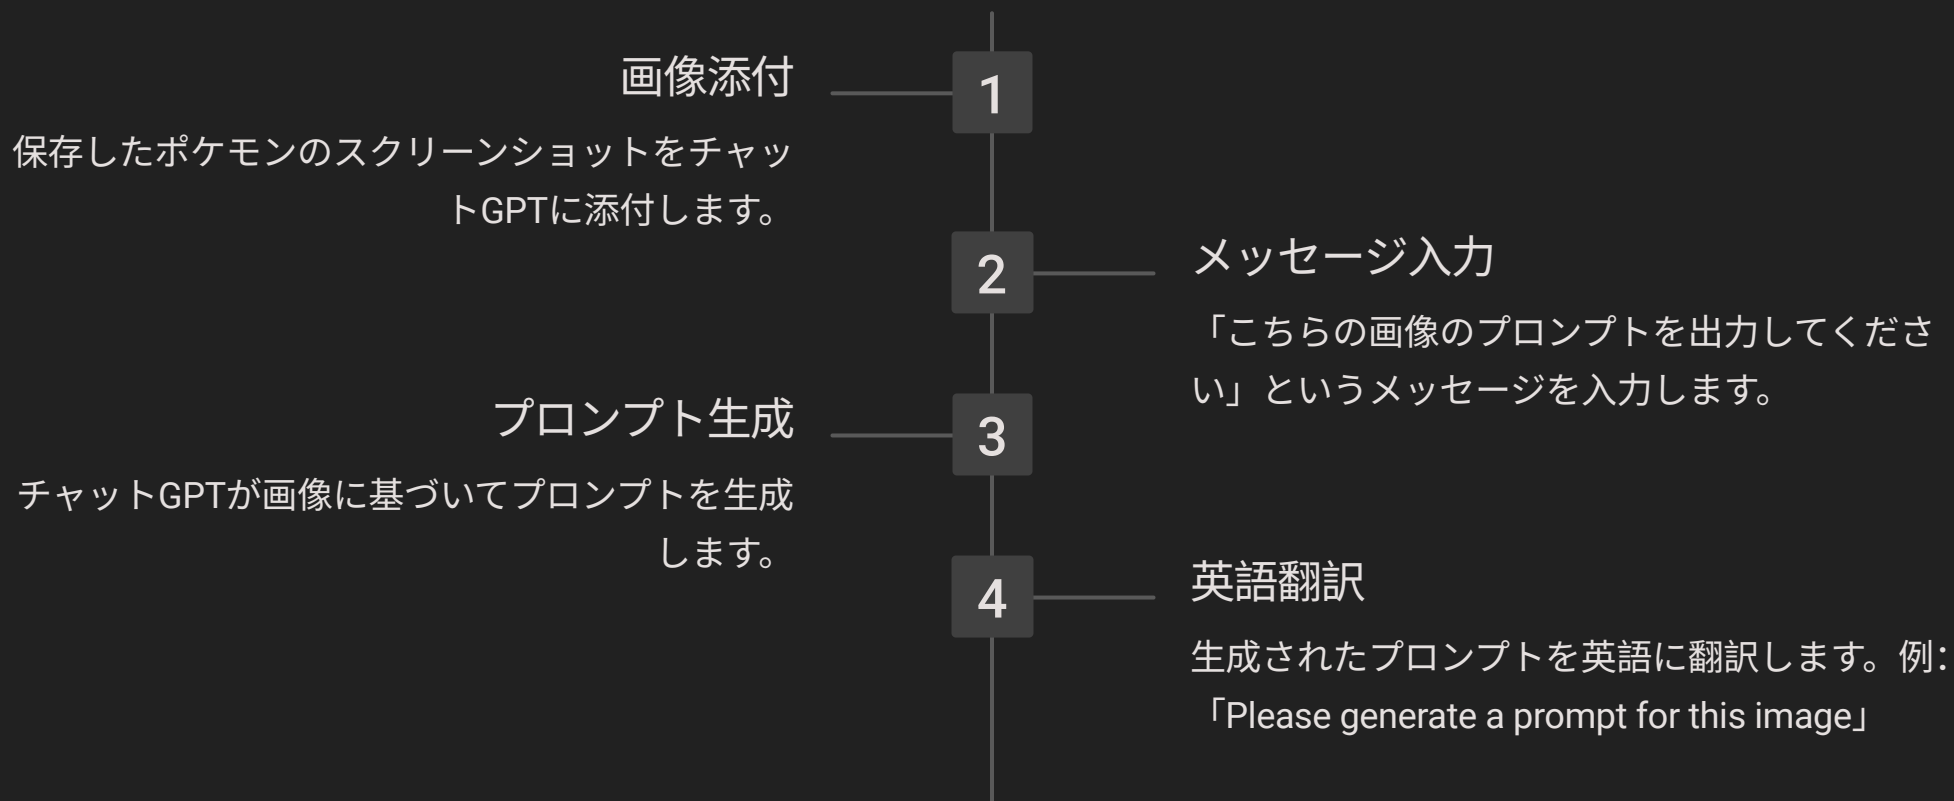 画像添付
1
保存したポケモンのスクリーンショットをチャッ
トGPTに添付します。
2
メッセージ入力
「こちらの画像のプロンプトを出力してくださ
い」というメッセージを入力します。
プロンプト生成
3
チャットGPTが画像に基づいてプロンプトを生成
します。
4
英語翻訳
生成されたプロンプトを英語に翻訳します。例:
「Please generate a prompt for this image」